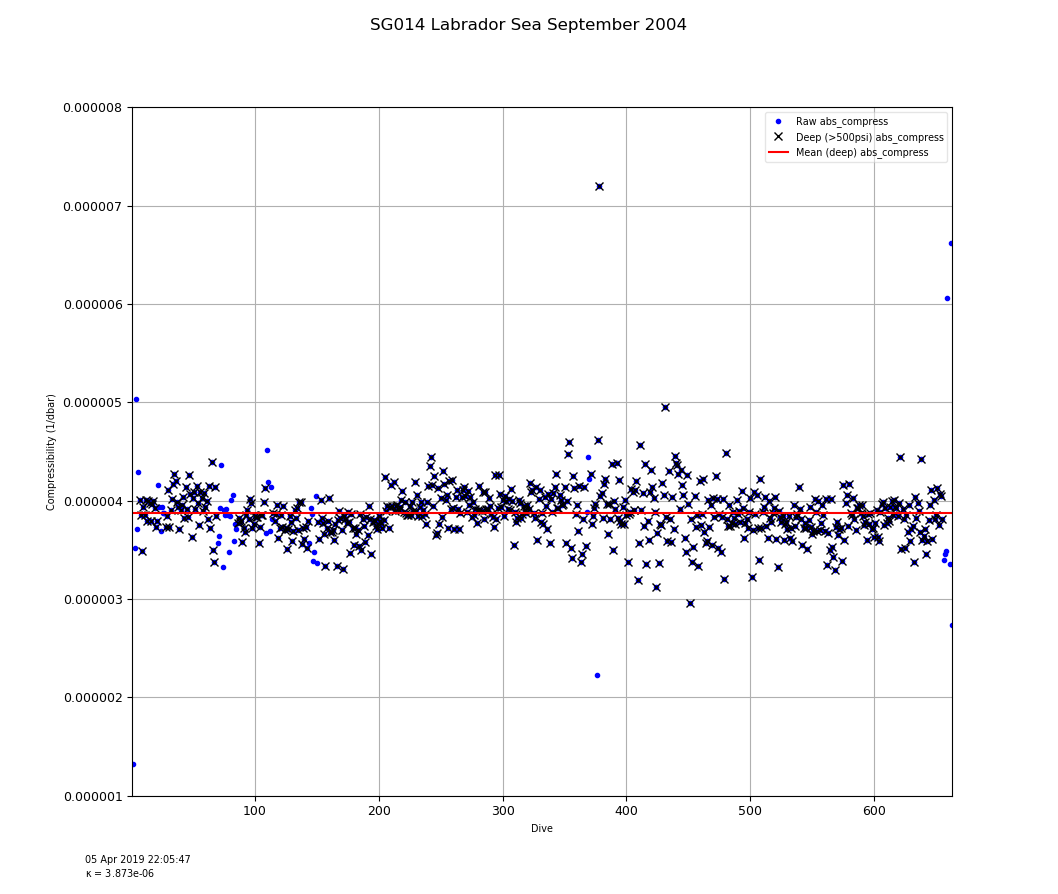 SG014 Labrador Sea September 2004
0.000008
Raw abs_compress
Deep (>500psi) abs_compress
Mean (deep) abs_compress
0.000007
0.000006
0.000005
0.000004
0.000003
0.000002
0.000001
Compressibility (1/dbar)
100 200 300 400 500 600
Dive
05 Apr 2019 22:05:47
κ = 3.873e-06